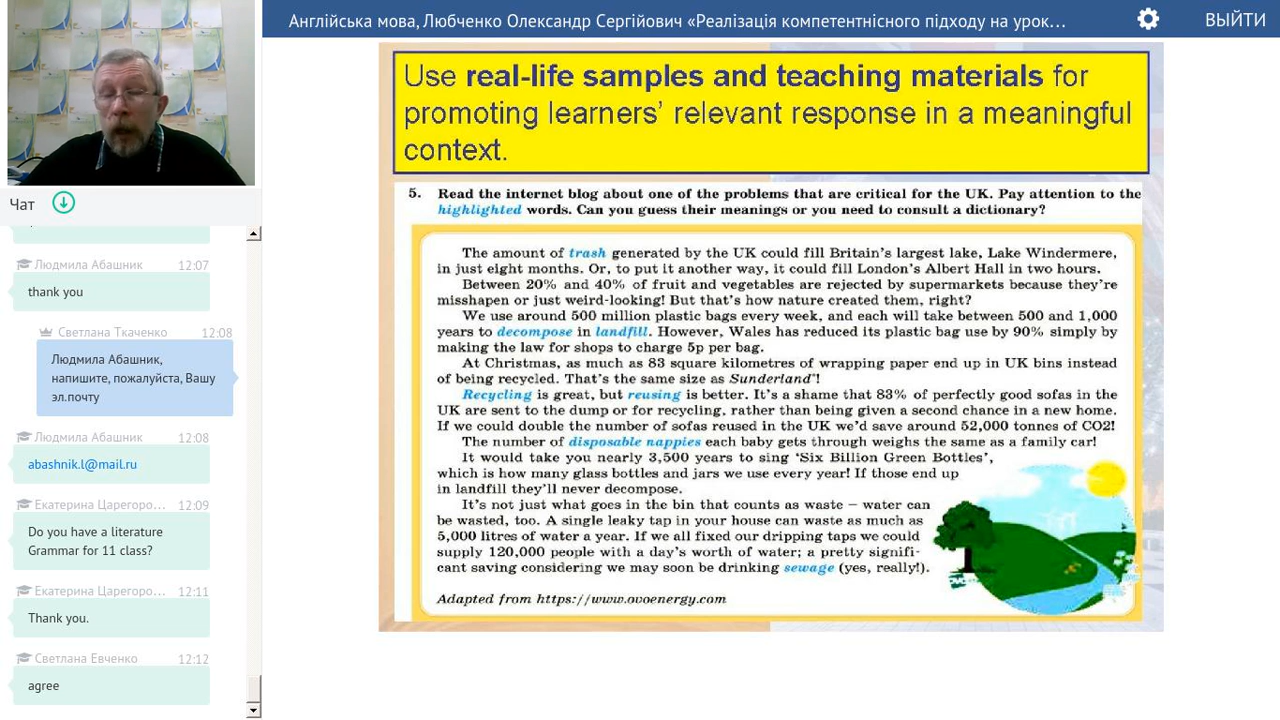 Англійська мова, Любченко Олександр Сергійович «Реалізація компетентнісного підходу на урок…
ВЫЙТИ
Чат
Людмила Абашник 12:07
thank you
Светлана Ткаченко 12:08
Людмила Абашник,
напишите, пожалуйста, Вашу
эл.почту
Людмила Абашник 12:08
abashnik.l@mail.ru
Екатерина Царегоро… 12:09
Do you have a literature
Grammar for 11 class?
Екатерина Царегоро… 12:11
Thank you.
Светлана Евченко 12:12
agree
Use real-life samples and teaching materials for
promoting learners’ relevant response in a meaningful
context.
5. Read the internet blog about one of the problems that are critical for the UK. Pay attention to the
highlighted words. Can you guess their meanings or you need to consult a dictionary?
The amount of trash generated by the UK could fill Britain’s largest lake, Lake Windermere,
in just eight months. Or, to put it another way, it could fill London’s Albert Hall in two hours.
Between 20% and 40% of fruit and vegetables are rejected by supermarkets because they’re
misshapen or just weird-looking! But that’s how nature created them, right?
We use around 500 million plastic bags every week, and each will take between 500 and 1,000
years to decompose in landfill. However, Wales has reduced its plastic bag use by 90% simply by
making the law for shops to charge 5p per bag.
At Christmas, as much as 83 square kilometres of wrapping paper end up in UK bins instead
of being recycled. That’s the same size as Sunderland*!
Recycling is great, but reusing is better. It’s a shame that 83% of perfectly good sofas in the
UK are sent to the dump or for recycling, rather than being given a second chance in a new home.
If we could double the number of sofas reused in the UK we’d save around 52,000 tonnes of CO2!
The number of disposable nappies each baby gets through weighs the same as a family car!
It would take you nearly 3,500 years to sing ‘Six Billion Green Bottles’,
which is how many glass bottles and jars we use every year! If those end up
in landfill they’ll never decompose.
It’s not just what goes in the bin that counts as waste – water can
be wasted, too. A single leaky tap in your house can waste as much as
5,000 litres of water a year. If we all fixed our dripping taps we could
supply 120,000 people with a day’s worth of water; a pretty signifi-
cant saving considering we may soon be drinking sewage (yes, really!).
Adapted from https://www.ovoenergy.com